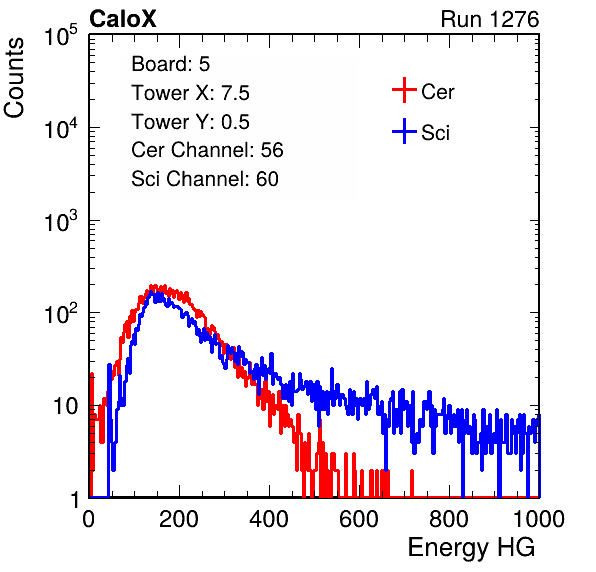 CaloX Run 1276
Counts
10^5
10^4
10^3
10^2
10
1
Board: 5
Tower X: 7.5
Tower Y: 0.5
Cer Channel: 56
Sci Channel: 60
Cer
Sci
0 200 400 600 800 1000
Energy HG